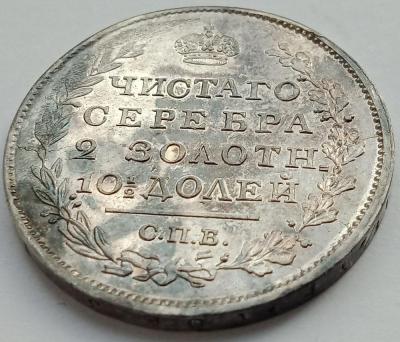 ЧИСТАГО
СЕРЕБРА
2 ЗОЛОТН.
10½ ДОЛЕЙ
С.П.Б.